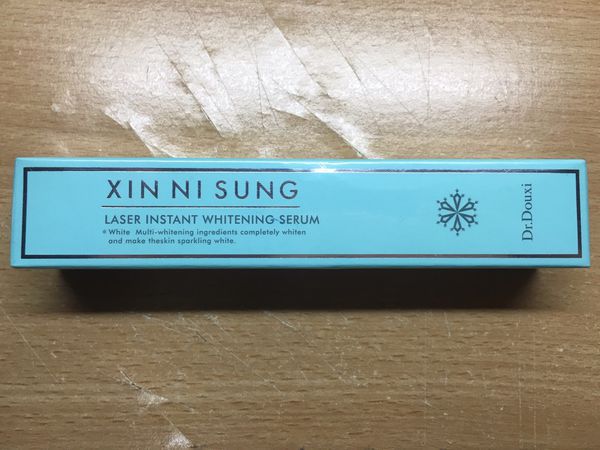 XIN NI SUNG
LASER INSTANT WHITENING SERUM
White Multi-whitening ingredients completely whiten
and make theskin sparkling white.
Dr.Douxi